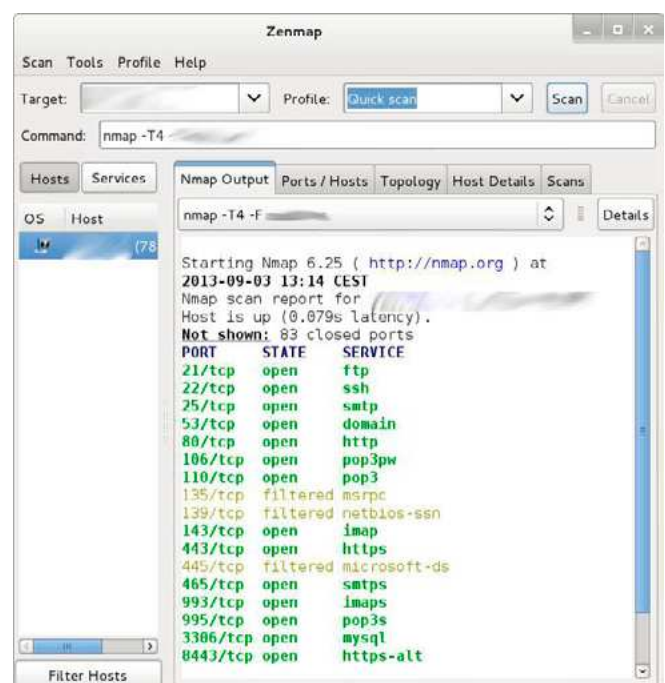 Zenmap
Scan Tools Profile Help
Target: Profile: Quick scan Scan Cancel
Command: nmap -T4
Hosts Services Nmap Output Ports / Hosts Topology Host Details Scans
OS Host nmap -T4 -F Details
(78
Starting Nmap 6.25 ( http://nmap.org ) at
2013-09-03 13:14 CEST
Nmap scan report for
Host is up (0.079s latency).
Not shown: 83 closed ports
PORT STATE SERVICE
21/tcp open ftp
22/tcp open ssh
25/tcp open smtp
53/tcp open domain
80/tcp open http
106/tcp open pop3pw
110/tcp open pop3
135/tcp filtered msrpc
139/tcp filtered netbios-ssn
143/tcp open imap
443/tcp open https
445/tcp filtered microsoft-ds
465/tcp open smtps
993/tcp open imaps
995/tcp open pop3s
3306/tcp open mysql
8443/tcp open https-alt
Filter Hosts